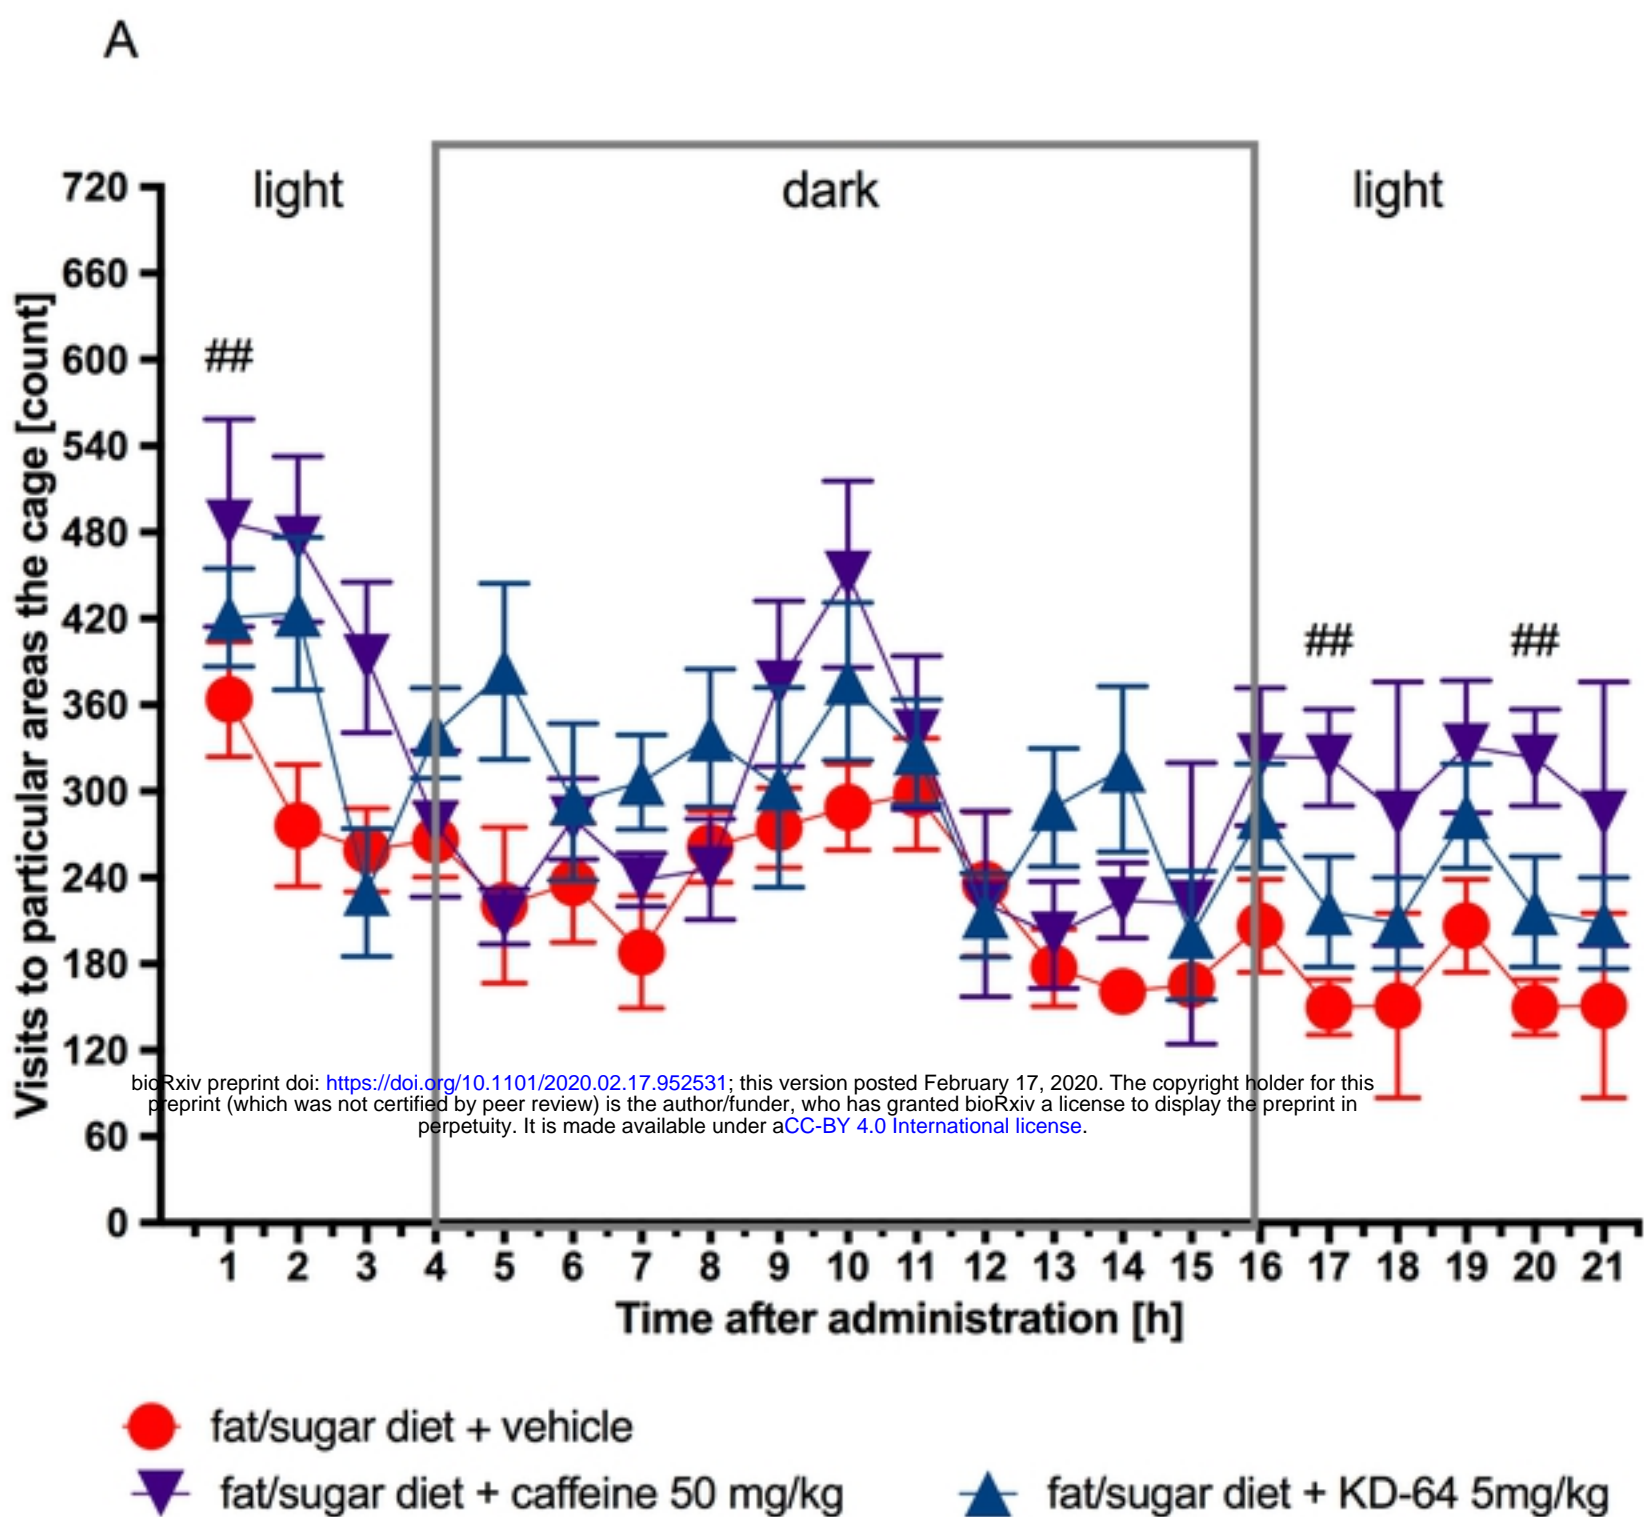 A
light dark light
720
660
600
540
480
420
360
300
240
180
120
60
0
Visits to particular areas the cage [count]
##
## ##
bioRxiv preprint doi: https://doi.org/10.1101/2020.02.17.952531; this version posted February 17, 2020. The copyright holder for this
preprint (which was not certified by peer review) is the author/funder, who has granted bioRxiv a license to display the preprint in
perpetuity. It is made available under aCC-BY 4.0 International license.
1 2 3 4 5 6 7 8 9 10 11 12 13 14 15 16 17 18 19 20 21
Time after administration [h]
fat/sugar diet + vehicle
fat/sugar diet + caffeine 50 mg/kg fat/sugar diet + KD-64 5mg/kg